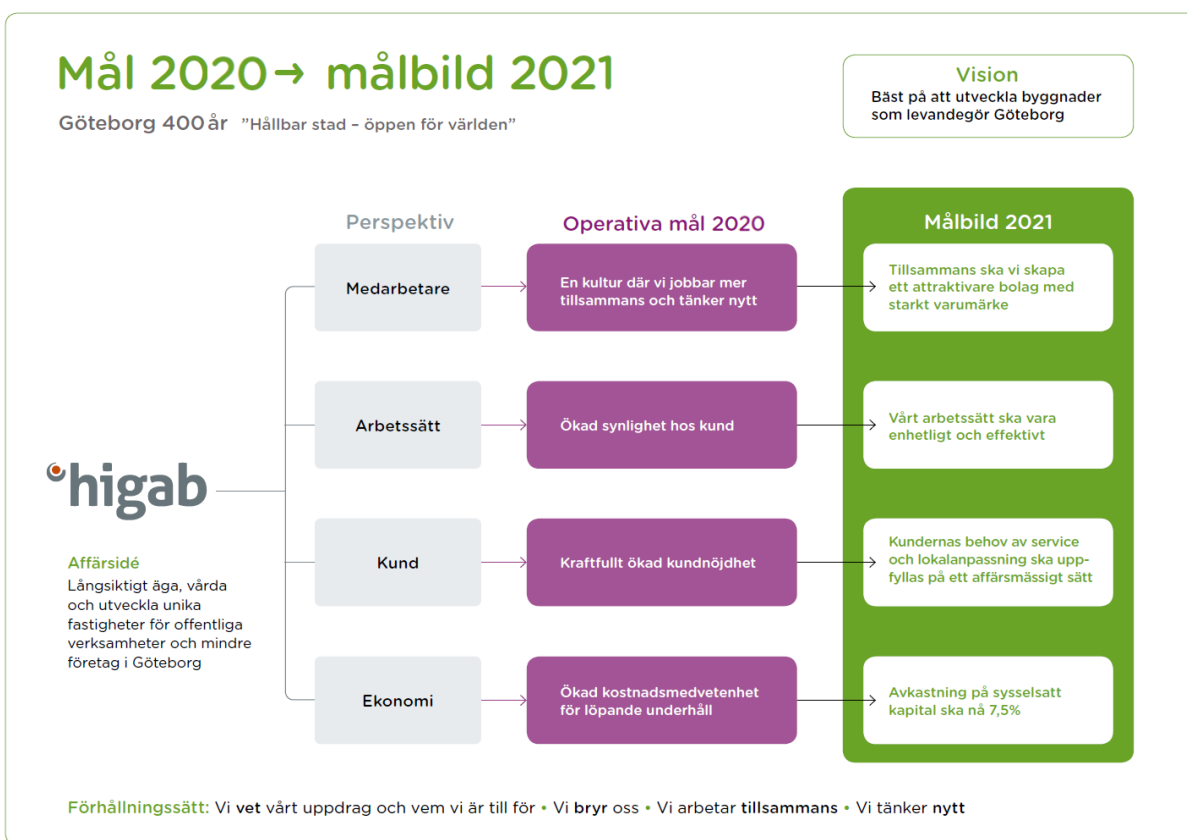 Mål 2020→ målbild 2021
Göteborg 400 år "Hållbar stad – öppen för världen"
Vision
Bäst på att utveckla byggnader
som levandegör Göteborg
Perspektiv
Operativa mål 2020
Målbild 2021
Medarbetare
En kultur där vi jobbar mer
tillsammans och tänker nytt
Tillsammans ska vi skapa
ett attraktivare bolag med
starkt varumärke
Arbetssätt
Ökad synlighet hos kund
Vårt arbetssätt ska vara
enhetligt och effektivt
higab
Affärsidé
Långsiktigt äga, vårda
och utveckla unika
fastigheter för offentliga
verksamheter och mindre
företag i Göteborg
Kund
Kraftfullt ökad kundnöjdhet
Kundernas behov av service
och lokalanpassning ska upp-
fyllas på ett affärsmässigt sätt
Ekonomi
Ökad kostnadsmedvetenhet
för löpande underhåll
Avkastning på sysselsatt
kapital ska nå 7,5%
Förhållningssätt: Vi vet vårt uppdrag och vem vi är till för • Vi bryr oss • Vi arbetar tillsammans • Vi tänker nytt